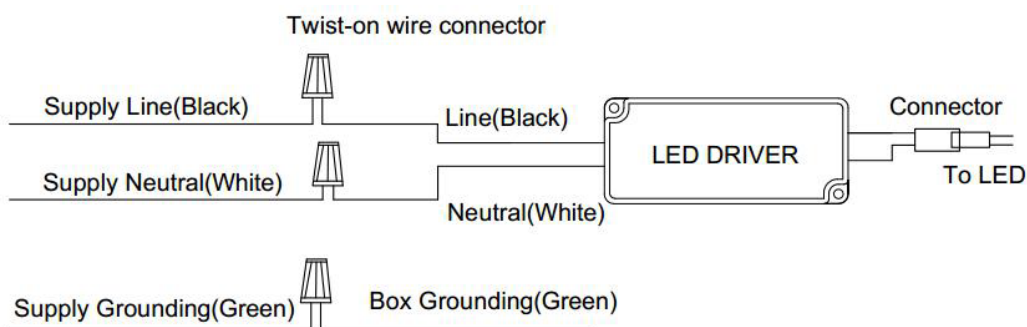 Twist-on wire connector
Supply Line(Black)
Line(Black)
Connector
LED DRIVER
To LED
Supply Neutral(White)
Neutral(White)
Supply Grounding(Green)
Box Grounding(Green)